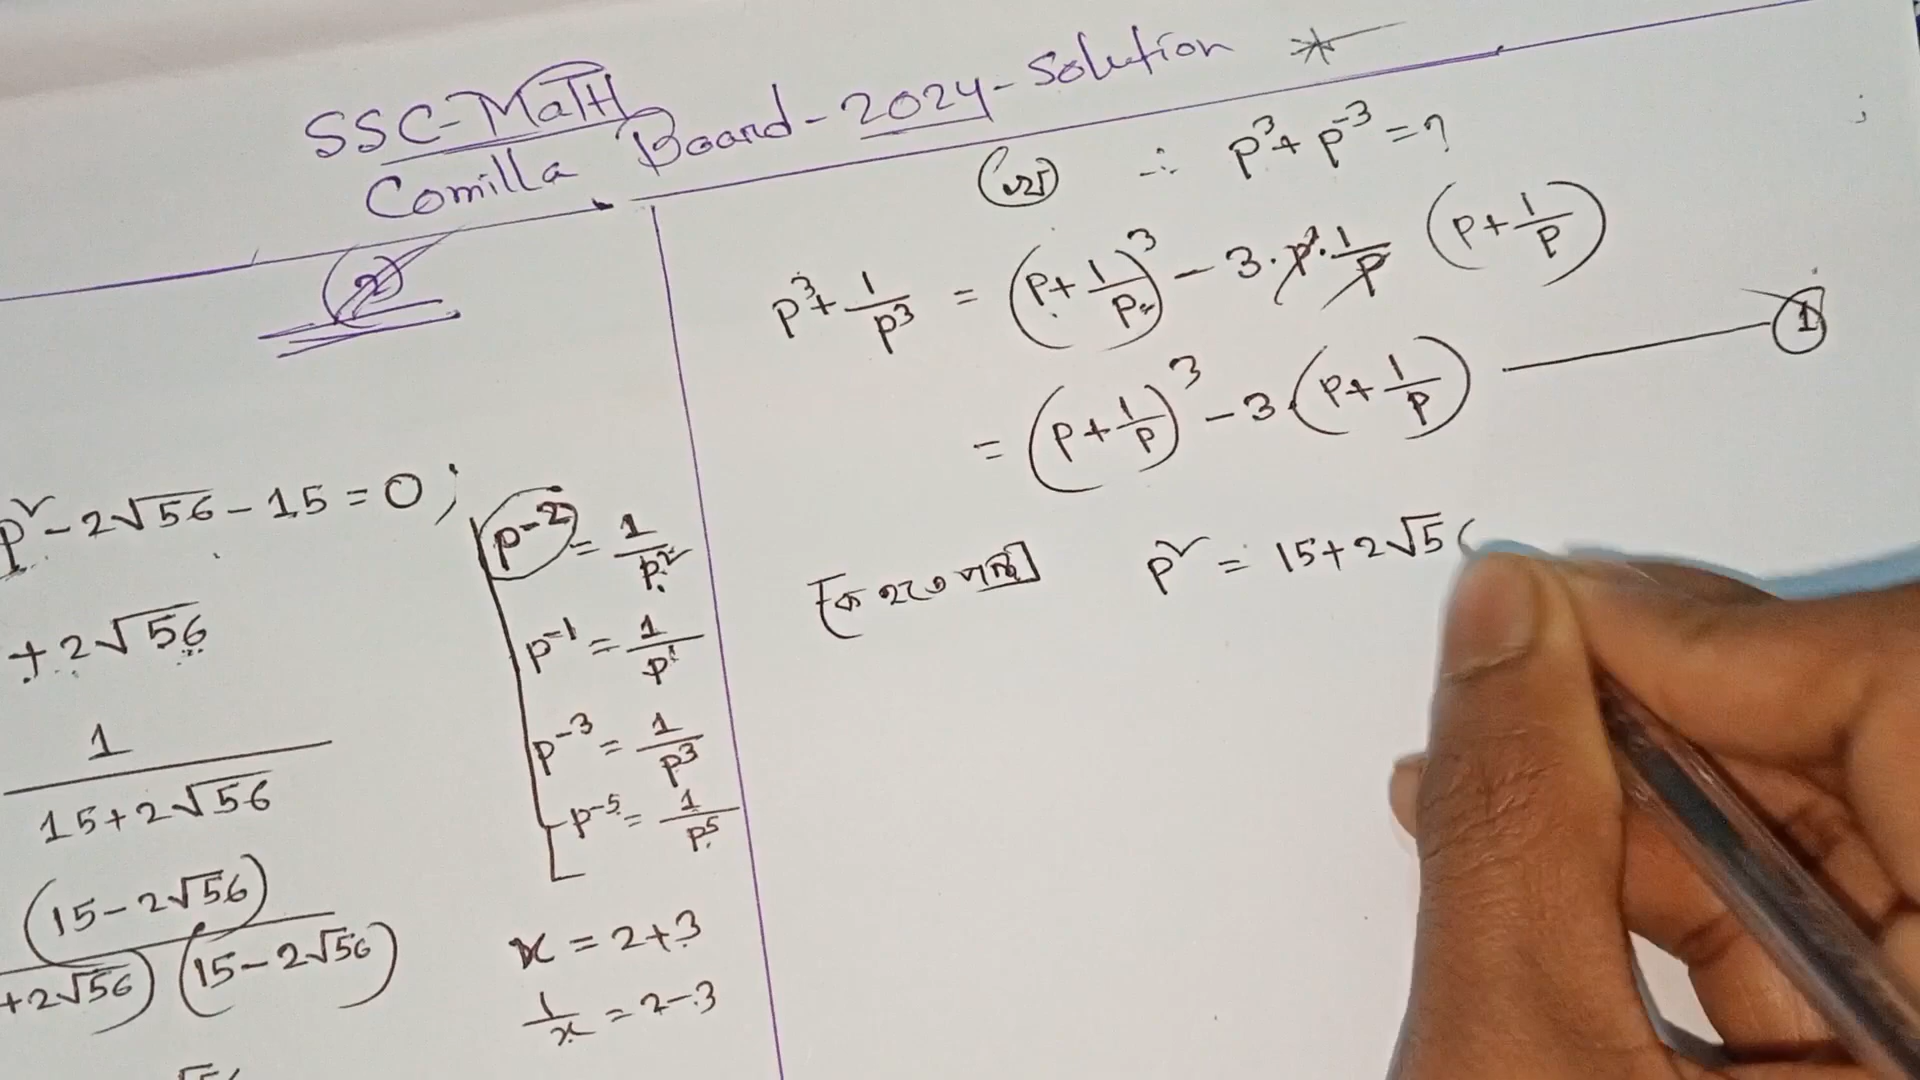 SSC-MaTH
Comilla Board-2024-Solution *
(2)
p²-2√56-15=0;
+2√56
1
15+2√56
(15-2√56)
+2√56) (15-2√56)
p⁻² = 1/p²
p⁻¹ = 1/p¹
p⁻³ = 1/p³
p⁻⁵ = 1/p⁵
x = 2+3
1/x = 2-3
∴ p³+p⁻³ = ?
p³+1/p³ = (p+1/p)³ - 3.p.1/p (p+1/p)
= (p+1/p)³ - 3.(p+1/p) —— (1)
[ক হতে পাই] p² = 15+2√5